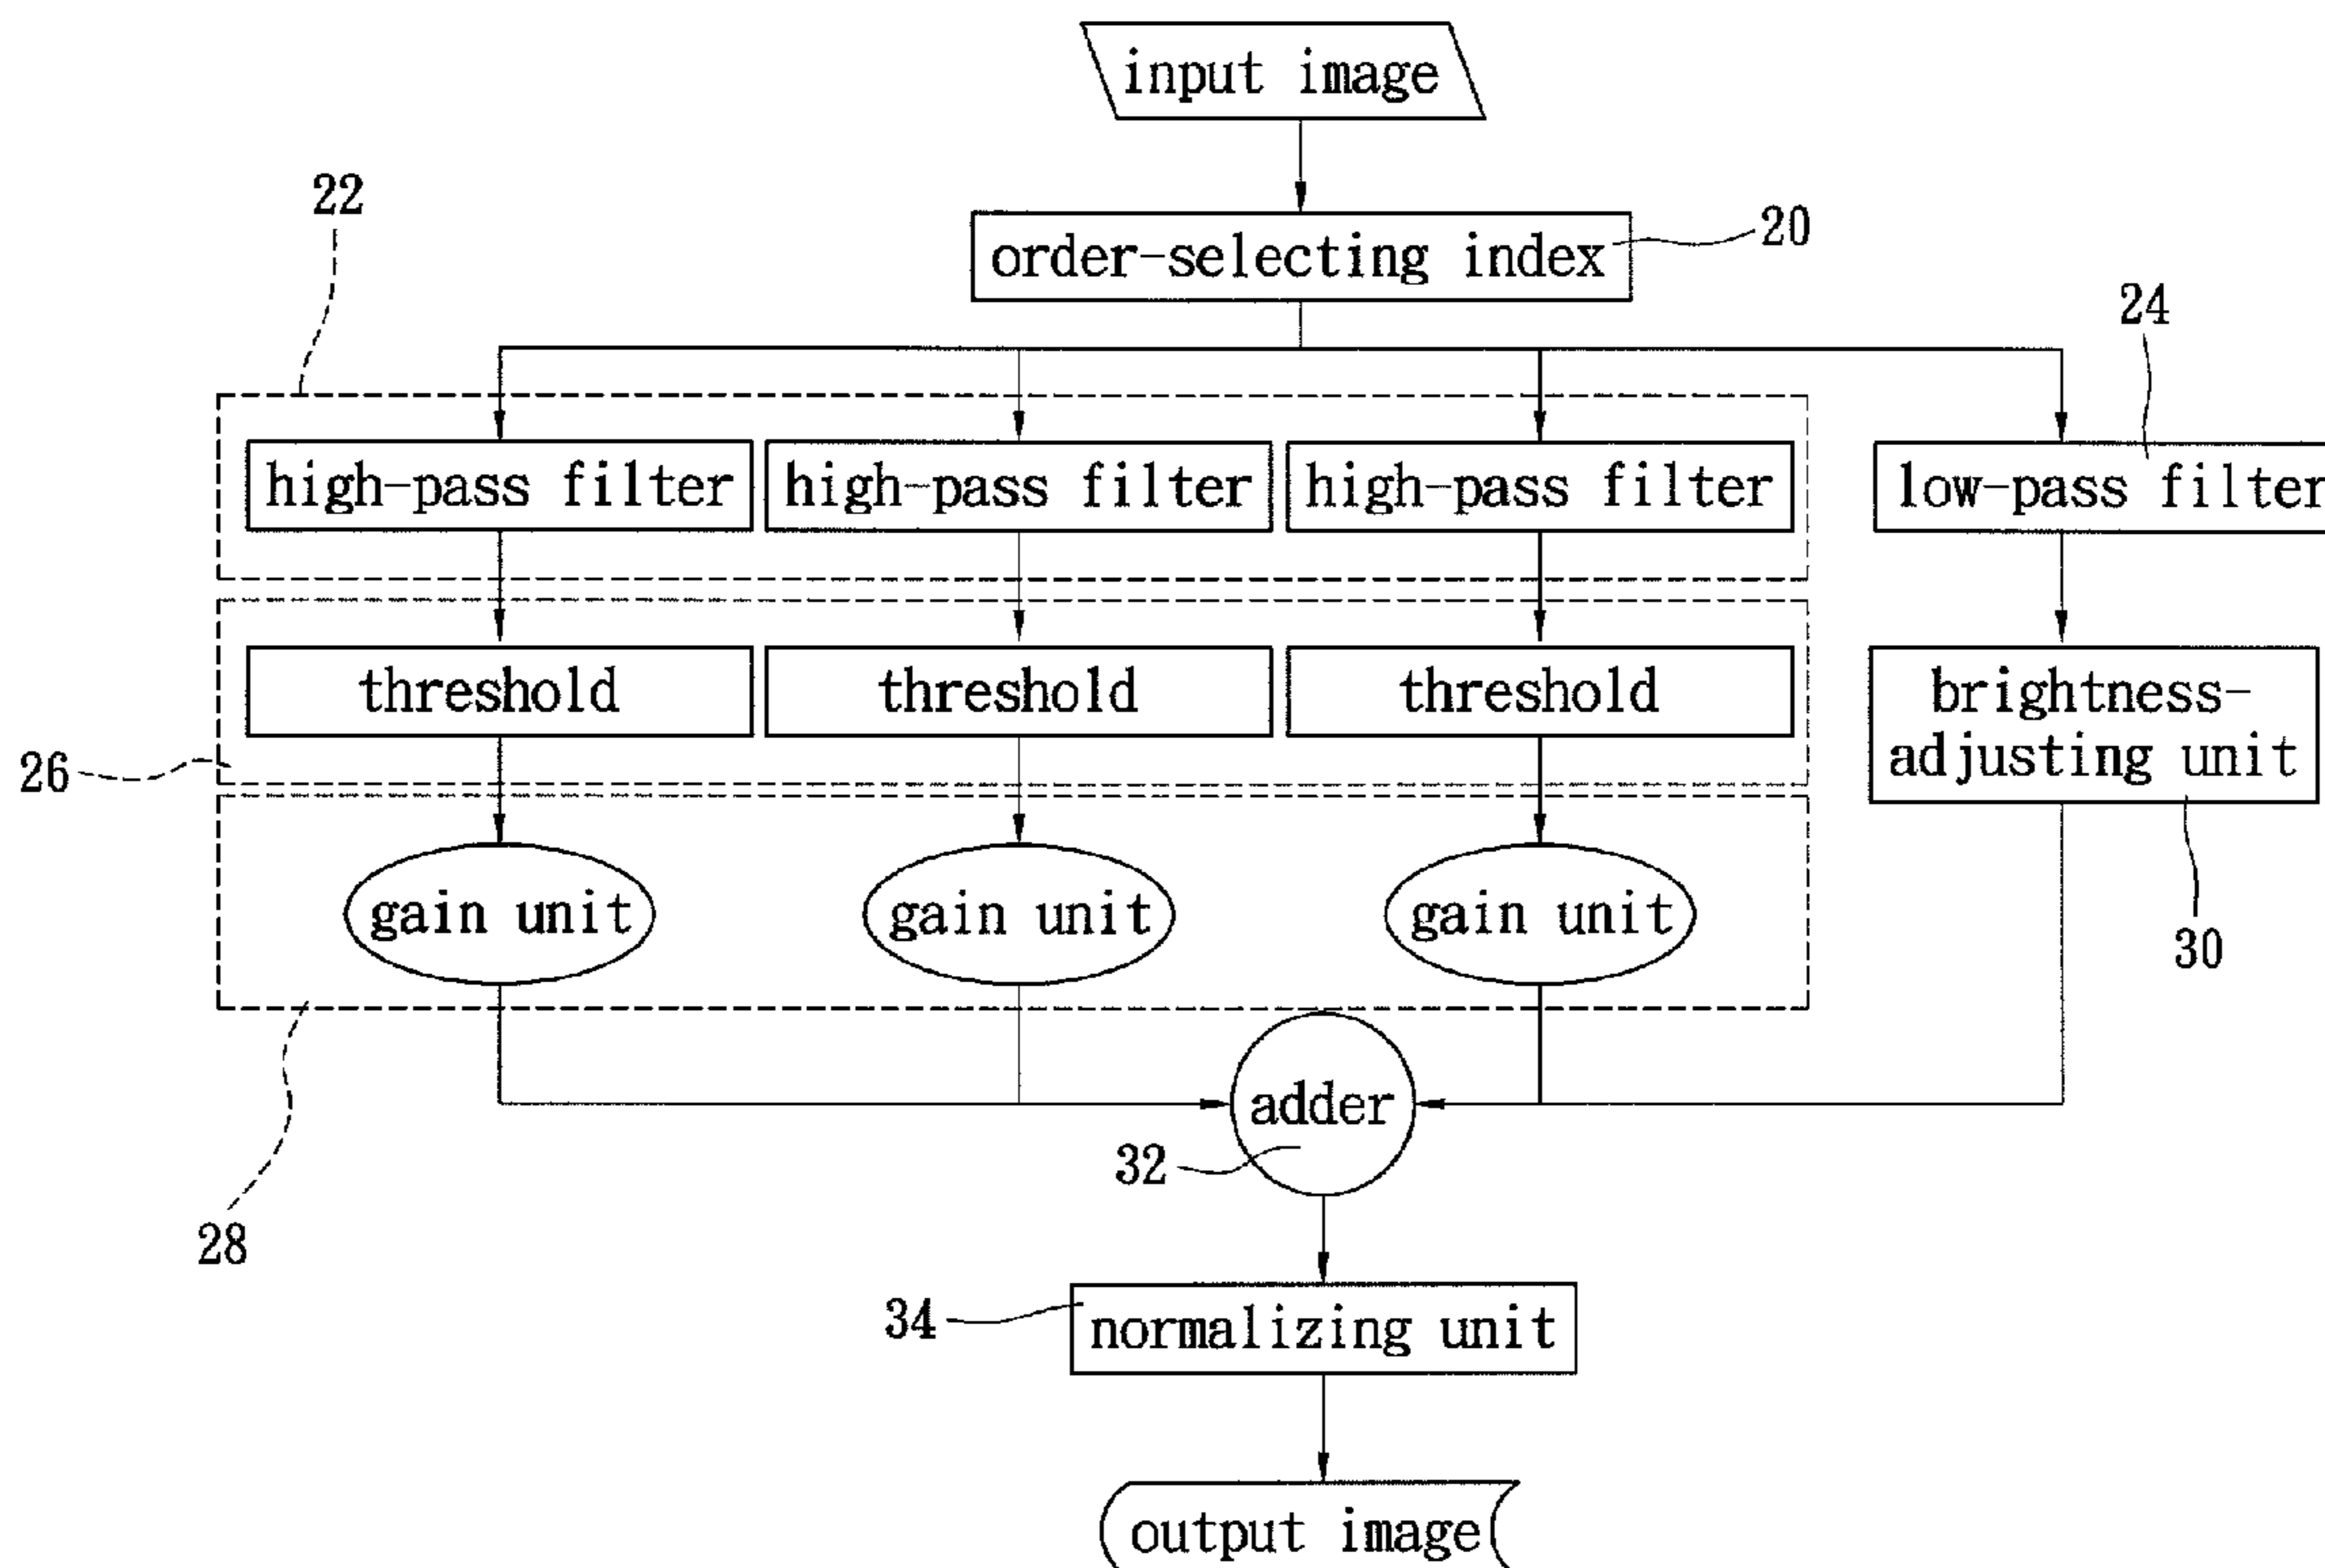 input image
22
order-selecting index
20
24
high-pass filter
high-pass filter
high-pass filter
low-pass filter
threshold
threshold
threshold
brightness-
adjusting unit
26
gain unit
gain unit
gain unit
30
adder
32
28
34
normalizing unit
output image